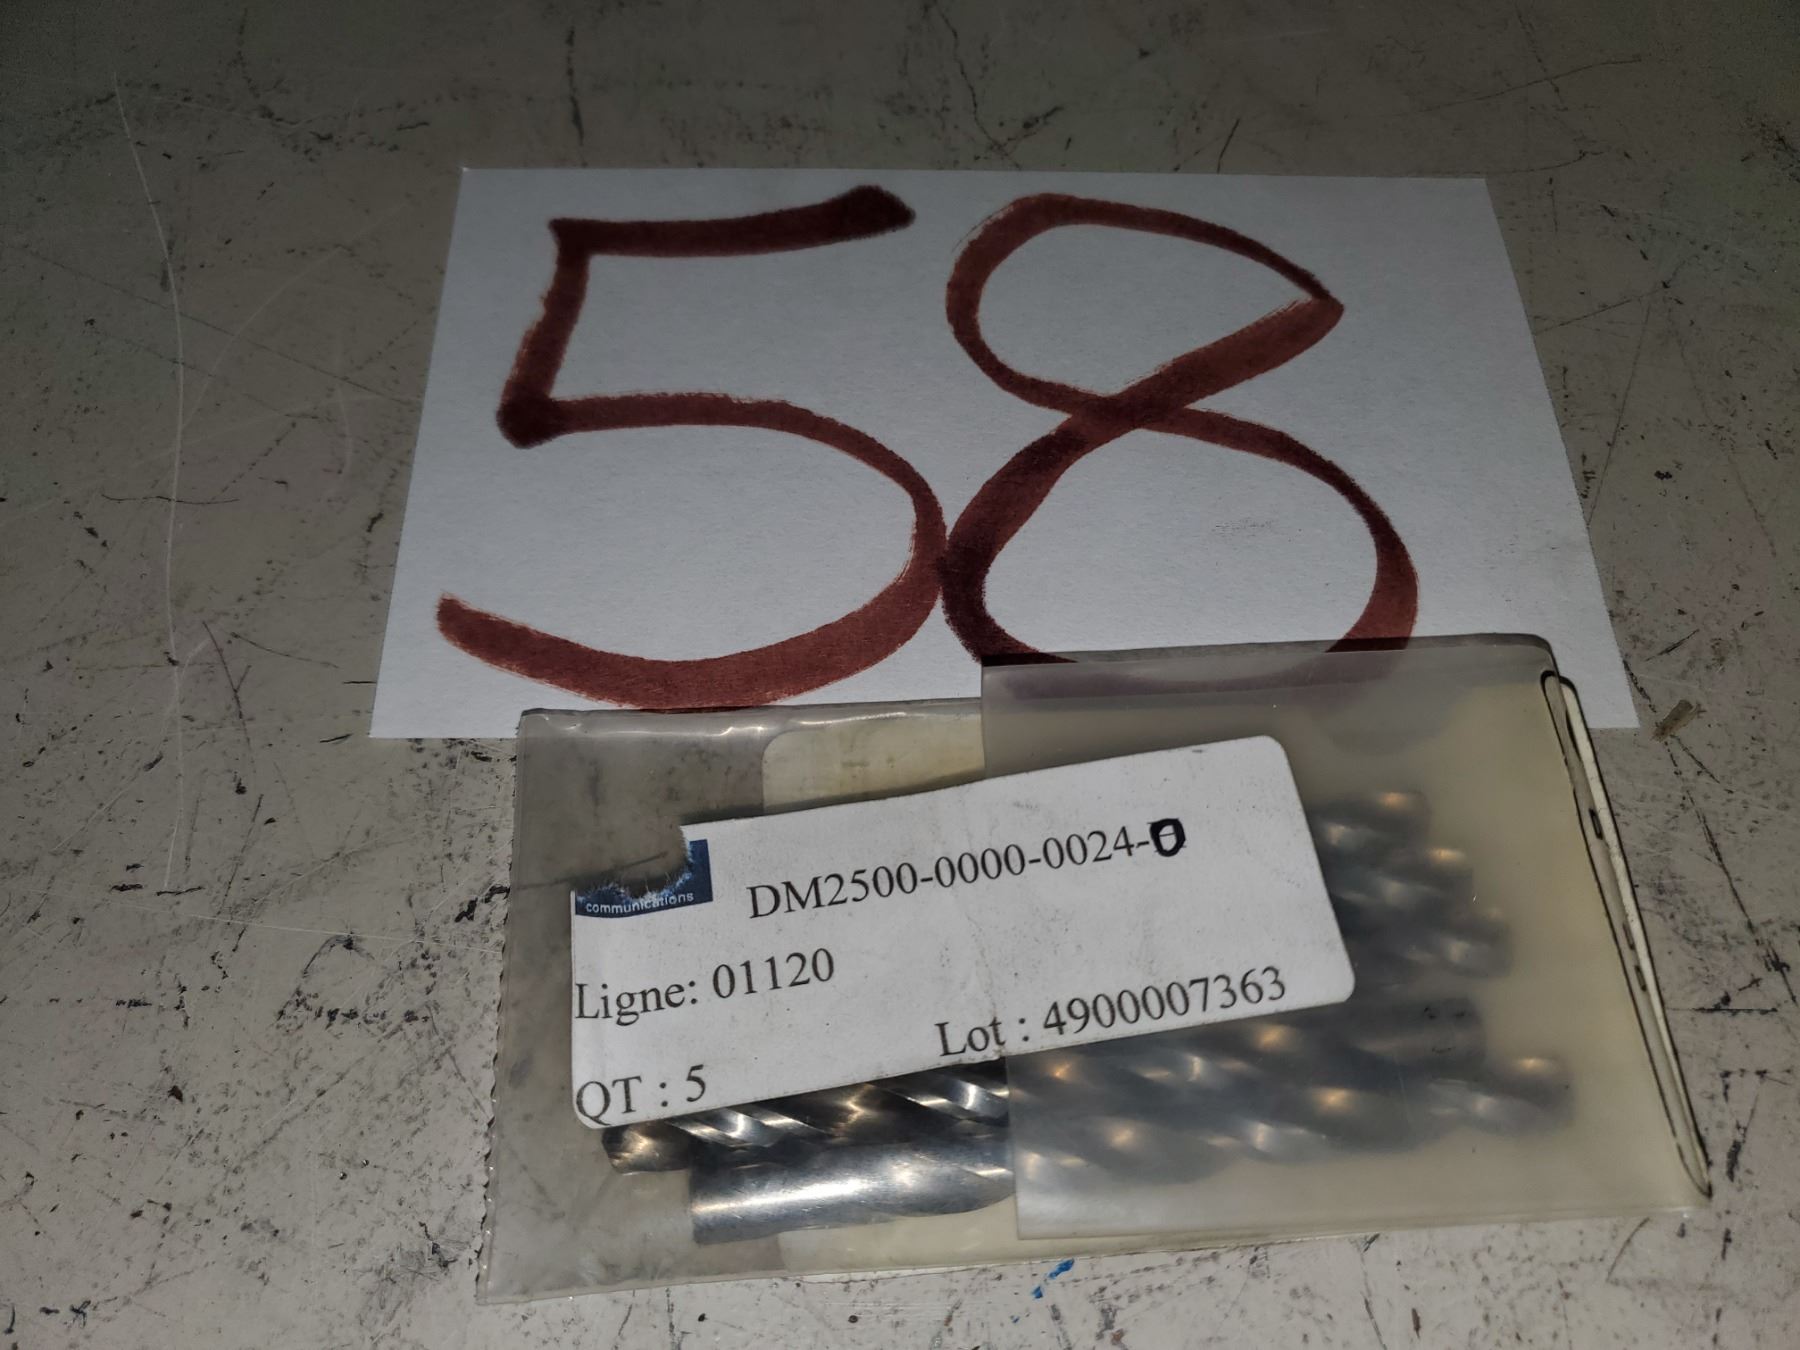 58
DM2500-0000-0024-0
communications
Ligne: 01120
Lot : 4900007363
QT : 5